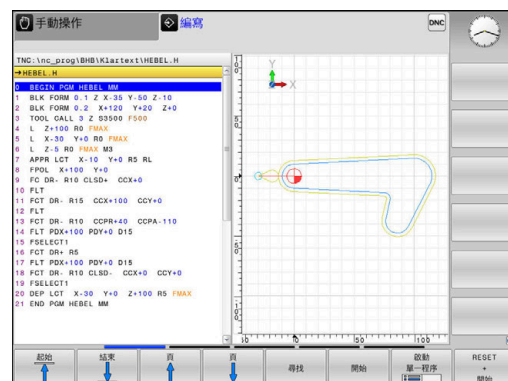 手動操作
編寫
DNC
TNC:\nc_prog\BHB\Klartext\HEBEL.H
→HEBEL.H
0 BEGIN PGM HEBEL MM
1 BLK FORM 0.1 Z X-35 Y-50 Z-10
2 BLK FORM 0.2 X+120 Y+20 Z+0
3 TOOL CALL 3 Z S3500 F500
4 L Z+100 R0 FMAX
5 L X-30 Y+0 R0 FMAX
6 L Z-5 R0 FMAX M3
7 APPR LCT X-10 Y+0 R5 RL
8 FPOL X+100 Y+0
9 FC DR- R10 CLSD+ CCX+0
10 FLT
11 FCT DR- R15 CCX+100 CCY+0
12 FLT
13 FCT DR- R10 CCPR+40 CCPA-110
14 FLT PDX+100 PDY+0 D15
15 FSELECT1
16 FCT DR+ R5
17 FLT PDX+100 PDY+0 D15
18 FCT DR- R10 CLSD- CCX+0 CCY+0
19 FSELECT1
20 DEP LCT X-30 Y+0 Z+100 R5 FMAX
21 END PGM HEBEL MM
Y
X
100
50
0
-50
-100
0
50
100
起始
結束
頁
頁
尋找
開始
啟動
單一程序
RESET
+
開始